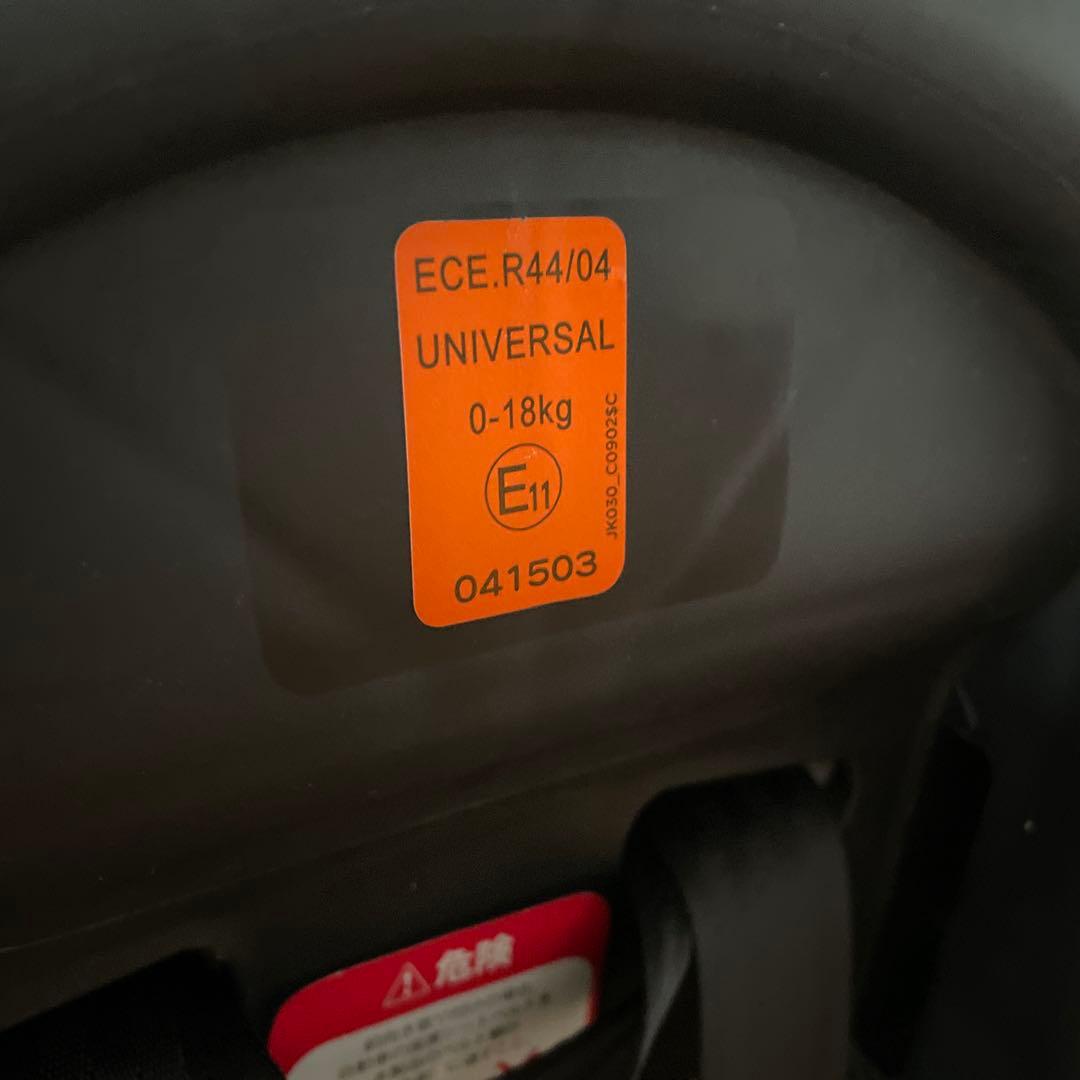 ECE.R44/04
UNIVERSAL
0-18kg
E11
041503
JK030_C0902$C
危険